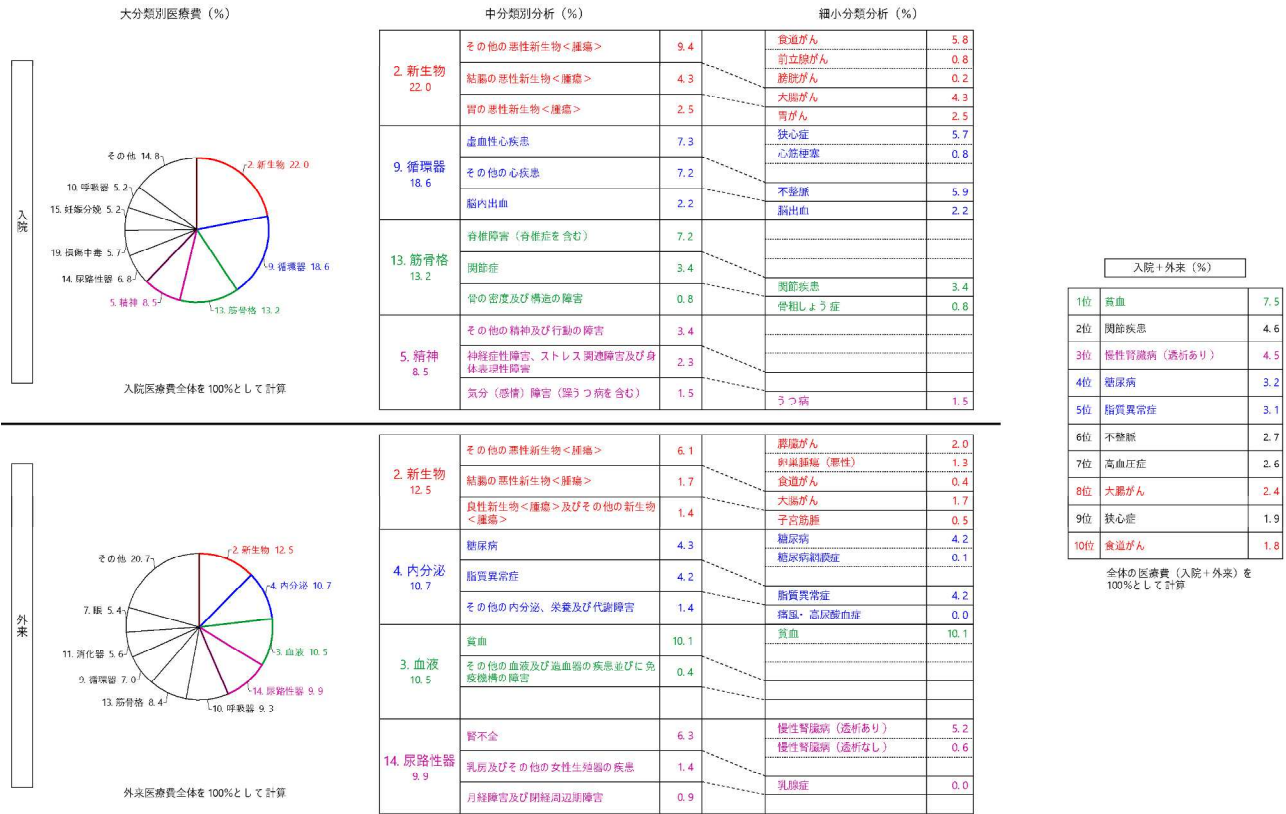 大分類別医療費（%）
中分類別分析（%）
細小分類分析（%）
入院
その他 14.8
2. 新生物 22.0
10. 呼吸器 5.2
15. 妊娠分娩 5.2
19. 損傷中毒 5.7
14. 尿路性器 6.8
5. 精神 8.5
13. 筋骨格 13.2
9. 循環器 18.6
入院医療費全体を100%として計算
2. 新生物
22.0
その他の悪性新生物＜腫瘍＞ 9.4
結腸の悪性新生物＜腫瘍＞ 4.3
胃の悪性新生物＜腫瘍＞ 2.5
食道がん 5.8
前立腺がん 0.8
膀胱がん 0.2
大腸がん 4.3
胃がん 2.5
9. 循環器
18.6
虚血性心疾患 7.3
その他の心疾患 7.2
脳内出血 2.2
狭心症 5.7
心筋梗塞 0.8
不整脈 5.9
脳出血 2.2
13. 筋骨格
13.2
脊椎障害（脊椎症を含む） 7.2
関節症 3.4
骨の密度及び構造の障害 0.8
関節疾患 3.4
骨粗しょう症 0.8
5. 精神
8.5
その他の精神及び行動の障害 3.4
神経症性障害、ストレス関連障害及び身
体表現性障害 2.3
気分（感情）障害（躁うつ病を含む） 1.5
うつ病 1.5
外来
その他 20.7
2. 新生物 12.5
4. 内分泌 10.7
3. 血液 10.5
14. 尿路性器 9.9
10. 呼吸器 9.3
13. 筋骨格 8.4
9. 循環器 7.0
11. 消化器 5.6
7. 眼 5.4
外来医療費全体を100%として計算
2. 新生物
12.5
その他の悪性新生物＜腫瘍＞ 6.1
結腸の悪性新生物＜腫瘍＞ 1.7
良性新生物＜腫瘍＞及びその他の新生物
＜腫瘍＞ 1.4
膵臓がん 2.0
卵巣腫瘍（悪性） 1.3
食道がん 0.4
大腸がん 1.7
子宮筋腫 0.5
4. 内分泌
10.7
糖尿病 4.3
脂質異常症 4.2
その他の内分泌、栄養及び代謝障害 1.4
糖尿病 4.2
糖尿病網膜症 0.1
脂質異常症 4.2
痛風・高尿酸血症 0.0
3. 血液
10.5
貧血 10.1
その他の血液及び造血器の疾患並びに免
疫機構の障害 0.4
貧血 10.1
14. 尿路性器
9.9
腎不全 6.3
乳房及びその他の女性生殖器の疾患 1.4
月経障害及び閉経周辺期障害 0.9
慢性腎臓病（透析あり） 5.2
慢性腎臓病（透析なし） 0.6
乳腺症 0.0
入院＋外来（%）
1位 貧血 7.5
2位 関節疾患 4.6
3位 慢性腎臓病（透析あり） 4.5
4位 糖尿病 3.2
5位 脂質異常症 3.1
6位 不整脈 2.7
7位 高血圧症 2.6
8位 大腸がん 2.4
9位 狭心症 1.9
10位 食道がん 1.8
全体の医療費（入院＋外来）を
100%として計算